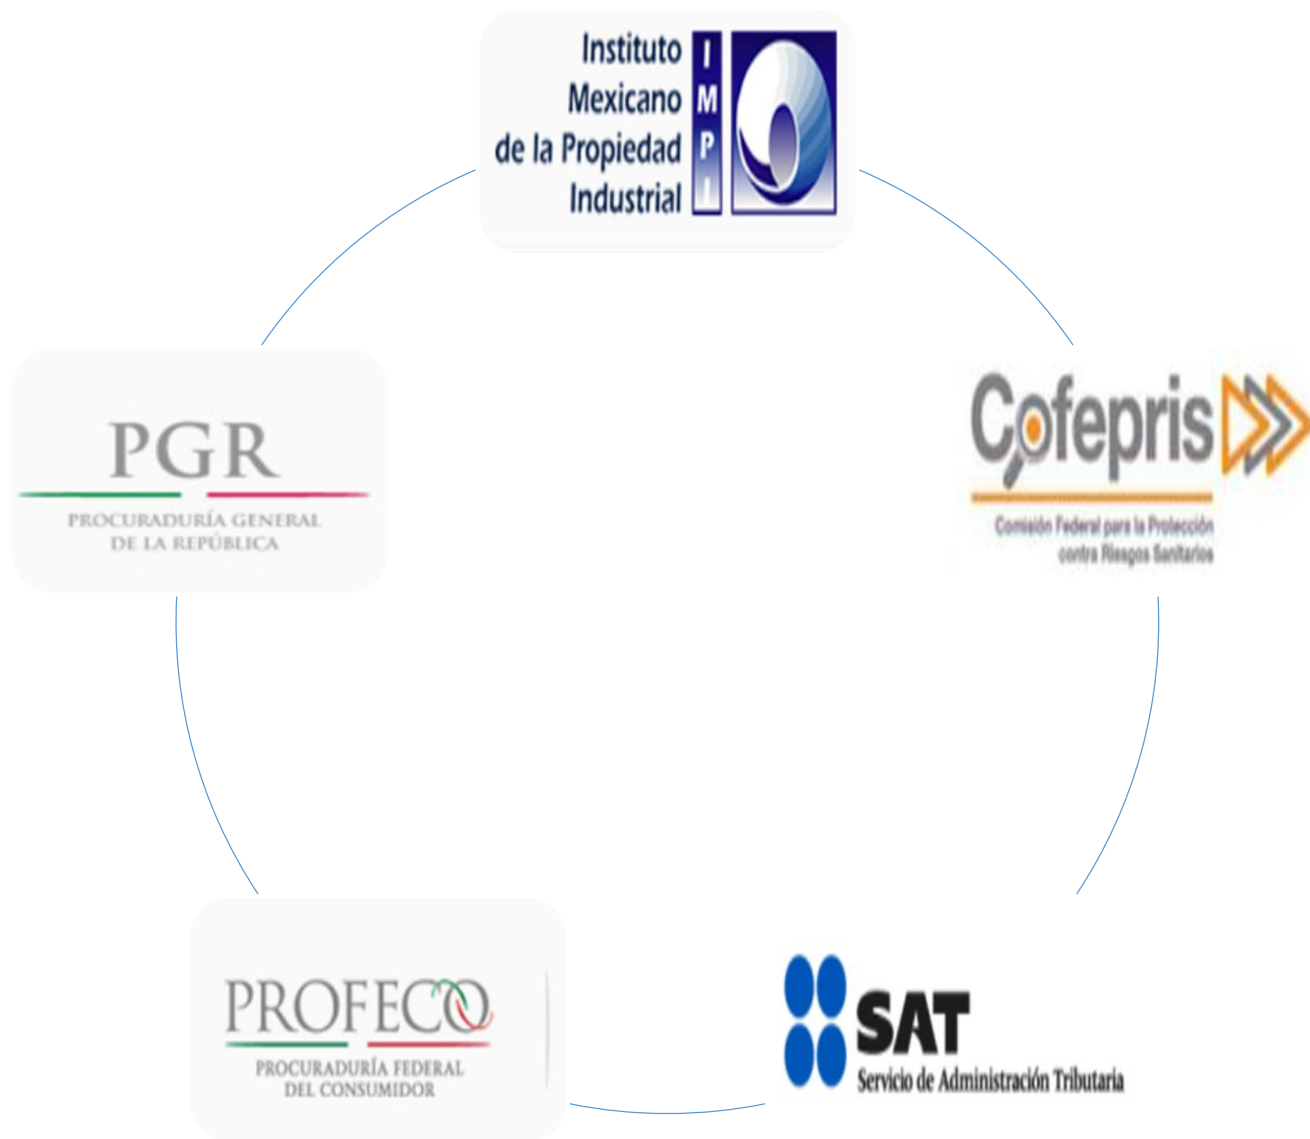 Instituto
Mexicano
de la Propiedad
Industrial
IMPI
PGR
PROCURADURÍA GENERAL
DE LA REPÚBLICA
Cofepris
Comisión Federal para la Protección
contra Riesgos Sanitarios
PROFECO
PROCURADURÍA FEDERAL
DEL CONSUMIDOR
SAT
Servicio de Administración Tributaria